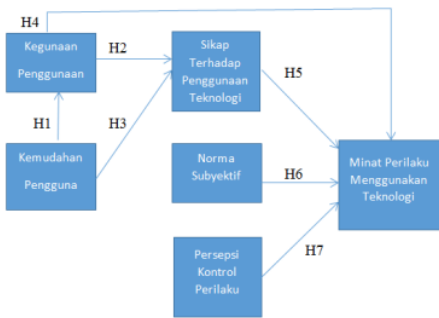 H4
Kegunaan
Penggunaan
H2
Sikap
Terhadap
Penggunaan
Teknologi
H5
H1
H3
Kemudahan
Pengguna
Norma
Subyektif
H6
Minat Perilaku
Menggunakan
Teknologi
Persepsi
Kontrol
Perilaku
H7